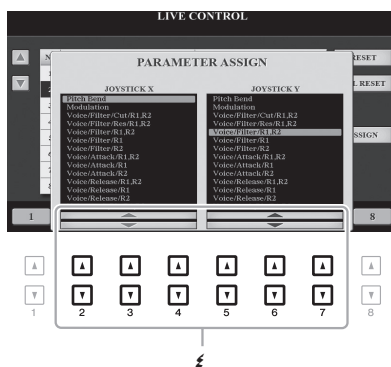 LIVE CONTROL
N
RESET
PARAMETER ASSIGN
L RESET
JOYSTICK X
JOYSTICK Y
Pitch Bend
Modulation
Voice/Filter/Cut/R1,R2
Voice/Filter/Res/R1,R2
Voice/Filter/R1,R2
Voice/Filter/R1
Voice/Filter/R2
Voice/Attack/R1,R2
Voice/Attack/R1
Voice/Attack/R2
Voice/Release/R1,R2
Voice/Release/R1
Voice/Release/R2
Pitch Bend
Modulation
Voice/Filter/Cut/R1,R2
Voice/Filter/Res/R1,R2
Voice/Filter/R1,R2
Voice/Filter/R1
Voice/Filter/R2
Voice/Attack/R1,R2
Voice/Attack/R1
Voice/Attack/R2
Voice/Release/R1,R2
Voice/Release/R1
Voice/Release/R2
SSIGN
1
8
1 2 3 4 5 6 7 8